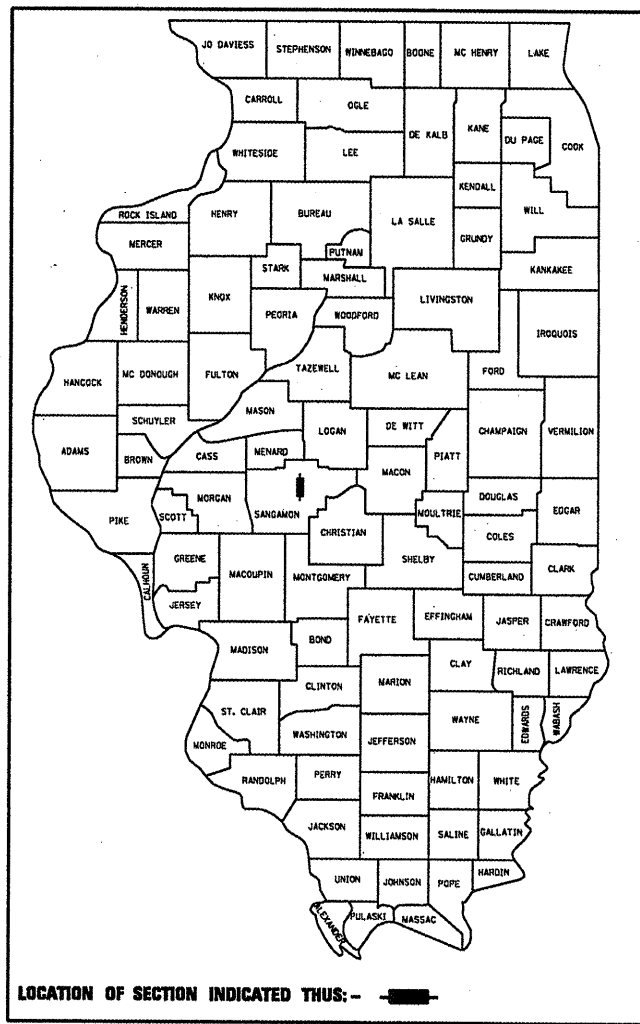 JO DAVIESS STEPHENSON WINNEBAGO BOONE MC HENRY LAKE
CARROLL OGLE DE KALB KANE DU PAGE COOK
WHITESIDE LEE
KENDALL WILL
ROCK ISLAND HENRY BUREAU LA SALLE GRUNDY
MERCER PUTNAM
STARK MARSHALL KANKAKEE
HENDERSON WARREN KNOX PEORIA WOODFORD LIVINGSTON IROQUOIS
HANCOCK MC DONOUGH FULTON TAZEWELL MC LEAN FORD
SCHUYLER MASON LOGAN DE WITT CHAMPAIGN VERMILION
ADAMS BROWN CASS MENARD MACON PIATT
PIKE SCOTT MORGAN SANGAMON CHRISTIAN MOULTRIE DOUGLAS EDGAR
COLES
CALHOUN GREENE MACOUPIN MONTGOMERY SHELBY CUMBERLAND CLARK
JERSEY FAYETTE EFFINGHAM JASPER CRAWFORD
MADISON BOND
CLINTON MARION CLAY RICHLAND LAWRENCE
ST. CLAIR WASHINGTON JEFFERSON WAYNE EDWARDS WABASH
MONROE
RANDOLPH PERRY FRANKLIN HAMILTON WHITE
JACKSON WILLIAMSON SALINE GALLATIN
UNION JOHNSON POPE HARDIN
ALEXANDER PULASKI MASSAC
LOCATION OF SECTION INDICATED THUS: -